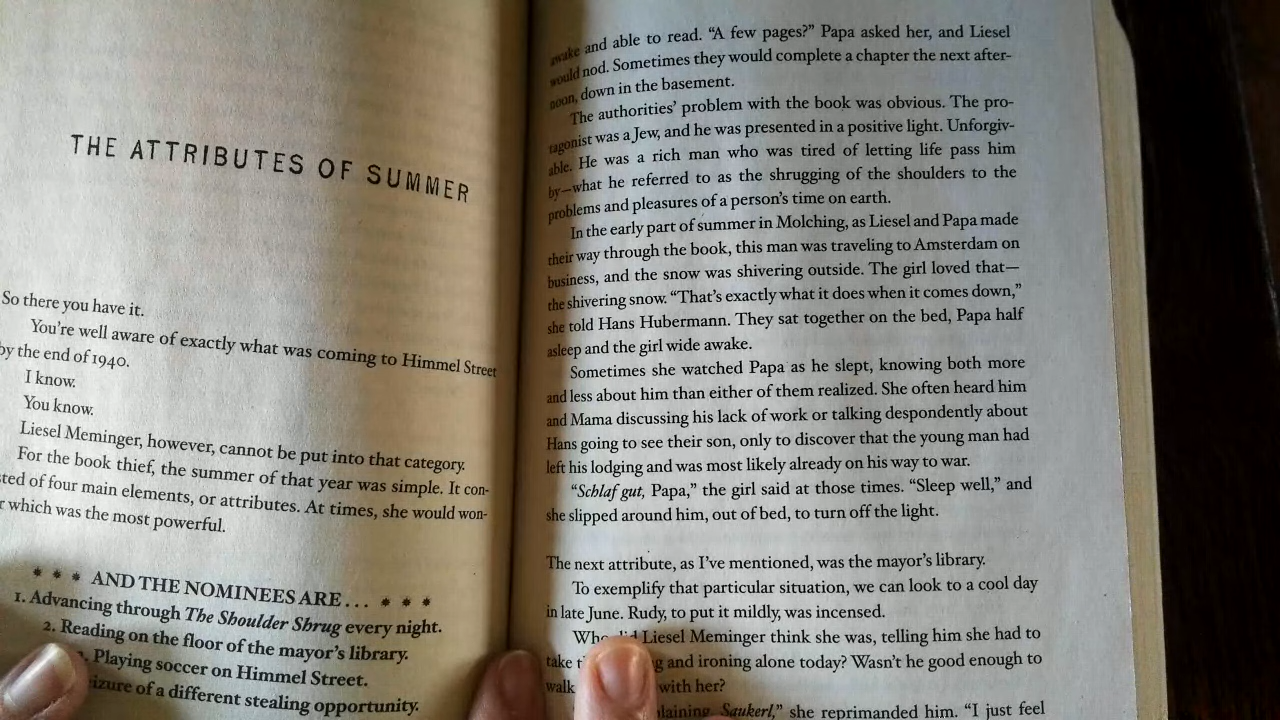 THE ATTRIBUTES OF SUMMER
So there you have it.
You're well aware of exactly what was coming to Himmel Street
by the end of 1940.
I know.
You know.
Liesel Meminger, however, cannot be put into that category.
For the book thief, the summer of that year was simple. It con-
ted of four main elements, or attributes. At times, she would won-
which was the most powerful.
* * * AND THE NOMINEES ARE . . . * * *
1. Advancing through The Shoulder Shrug every night.
2. Reading on the floor of the mayor's library.
Playing soccer on Himmel Street.
eizure of a different stealing opportunity.
awake and able to read. “A few pages?” Papa asked her, and Liesel
would nod. Sometimes they would complete a chapter the next after-
noon, down in the basement.
The authorities' problem with the book was obvious. The pro-
tagonist was a Jew, and he was presented in a positive light. Unforgiv-
able. He was a rich man who was tired of letting life pass him
by—what he referred to as the shrugging of the shoulders to the
problems and pleasures of a person's time on earth.
In the early part of summer in Molching, as Liesel and Papa made
their way through the book, this man was traveling to Amsterdam on
business, and the snow was shivering outside. The girl loved that—
the shivering snow. “That's exactly what it does when it comes down,”
she told Hans Hubermann. They sat together on the bed, Papa half
asleep and the girl wide awake.
Sometimes she watched Papa as he slept, knowing both more
and less about him than either of them realized. She often heard him
and Mama discussing his lack of work or talking despondently about
Hans going to see their son, only to discover that the young man had
left his lodging and was most likely already on his way to war.
“Schlaf gut, Papa,” the girl said at those times. “Sleep well,” and
she slipped around him, out of bed, to turn off the light.
The next attribute, as I've mentioned, was the mayor's library.
To exemplify that particular situation, we can look to a cool day
in late June. Rudy, to put it mildly, was incensed.
Who did Liesel Meminger think she was, telling him she had to
take and ironing alone today? Wasn't he good enough to
walk with her?
laining, Saukerl,” she reprimanded him. “I just feel